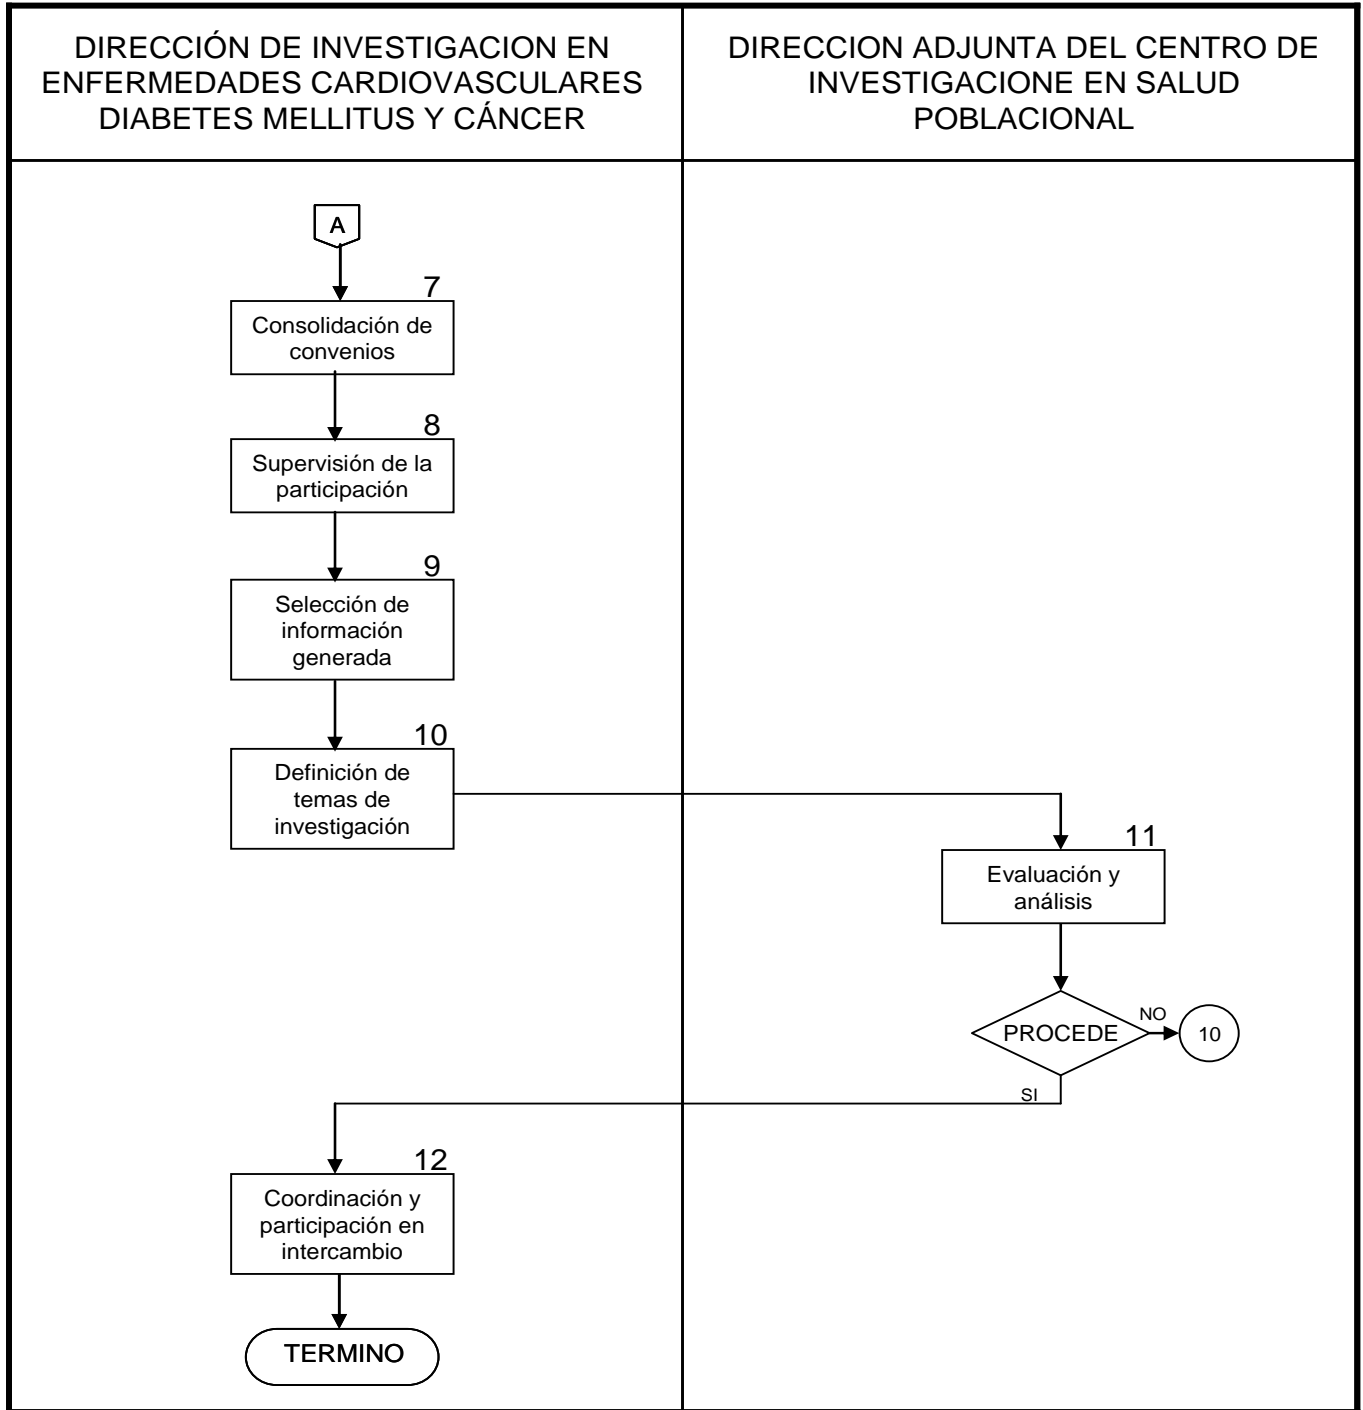 DIRECCIÓN DE INVESTIGACION EN
ENFERMEDADES CARDIOVASCULARES
DIABETES MELLITUS Y CÁNCER
DIRECCION ADJUNTA DEL CENTRO DE
INVESTIGACIONE EN SALUD
POBLACIONAL
A
7
Consolidación de
convenios
8
Supervisión de la
participación
9
Selección de
información
generada
10
Definición de
temas de
investigación
11
Evaluación y
análisis
PROCEDE
NO
10
SI
12
Coordinación y
participación en
intercambio
TERMINO